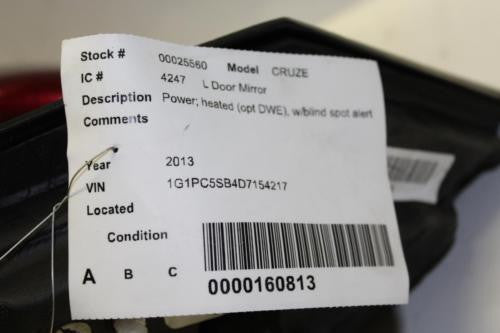 Stock # 00025560 Model CRUZE
IC # 4247 L Door Mirror
Description Power; heated (opt DWE), w/blind spot alert
Comments
Year 2013
VIN 1G1PC5SB4D7154217
Located
Condition
A B C
0000160813